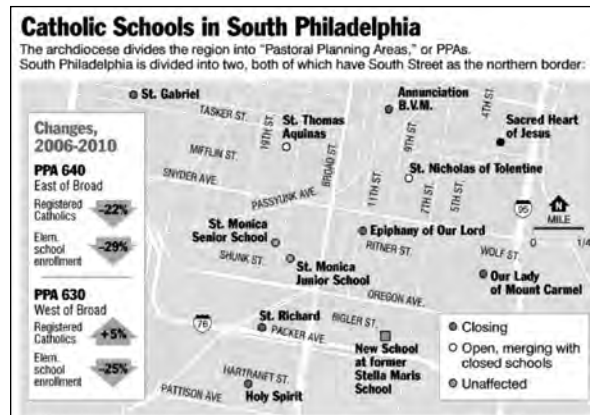 Catholic Schools in South Philadelphia
The archdiocese divides the region into “Pastoral Planning Areas,” or PPAs.
South Philadelphia is divided into two, both of which have South Street as the northern border:
Changes,
2006-2010
PPA 640
East of Broad
Registered
Catholics
–22%
Elem.
school
enrollment
–29%
PPA 630
West of Broad
Registered
Catholics
+5%
Elem.
school
enrollment
–25%
St. Gabriel
TASKER ST.
19TH ST.
St. Thomas
Aquinas
MIFFLIN ST.
SNYDER AVE.
PASSYUNK AVE.
BROAD ST.
Annunciation
B.V.M.
4TH ST.
Sacred Heart
of Jesus
9TH ST.
St. Nicholas of Tolentine
11TH ST.
7TH ST.
5TH ST.
95
N
MILE
0
1/4
St. Monica
Senior School
Epiphany of Our Lord
RITNER ST.
WOLF ST.
SHUNK ST.
St. Monica
Junior School
Our Lady
of Mount Carmel
OREGON AVE.
76
St. Richard
BIGLER ST.
PACKER AVE.
New School
at former
Stella Maris
School
HARTRANFT ST.
PATTISON AVE.
Holy Spirit
Closing
Open, merging with
closed schools
Unaffected